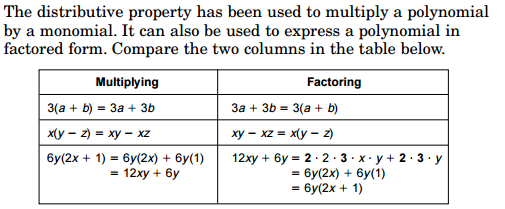 The distributive property has been used to multiply a polynomial
by a monomial. It can also be used to express a polynomial in
factored form. Compare the two columns in the table below.
Multiplying Factoring
3(a + b) = 3a + 3b 3a + 3b = 3(a + b)
x(y – z) = xy – xz xy – xz = x(y – z)
6y(2x + 1) = 6y(2x) + 6y(1) 12xy + 6y = 2 · 2 · 3 · x · y + 2 · 3 · y
= 12xy + 6y = 6y(2x) + 6y(1)
= 6y(2x + 1)